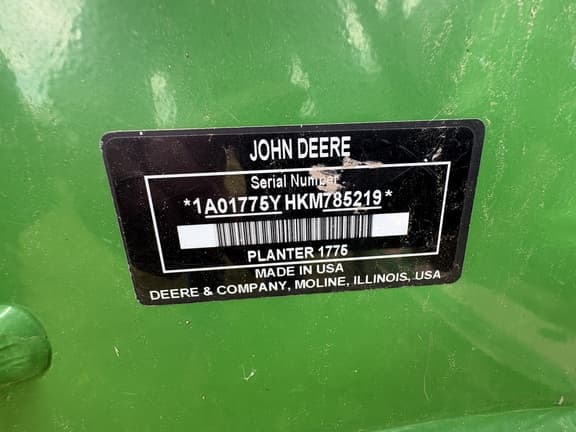 JOHN DEERE
Serial Number
*1A01775YHKM785219*
PLANTER 1775
MADE IN USA
DEERE & COMPANY, MOLINE, ILLINOIS, USA